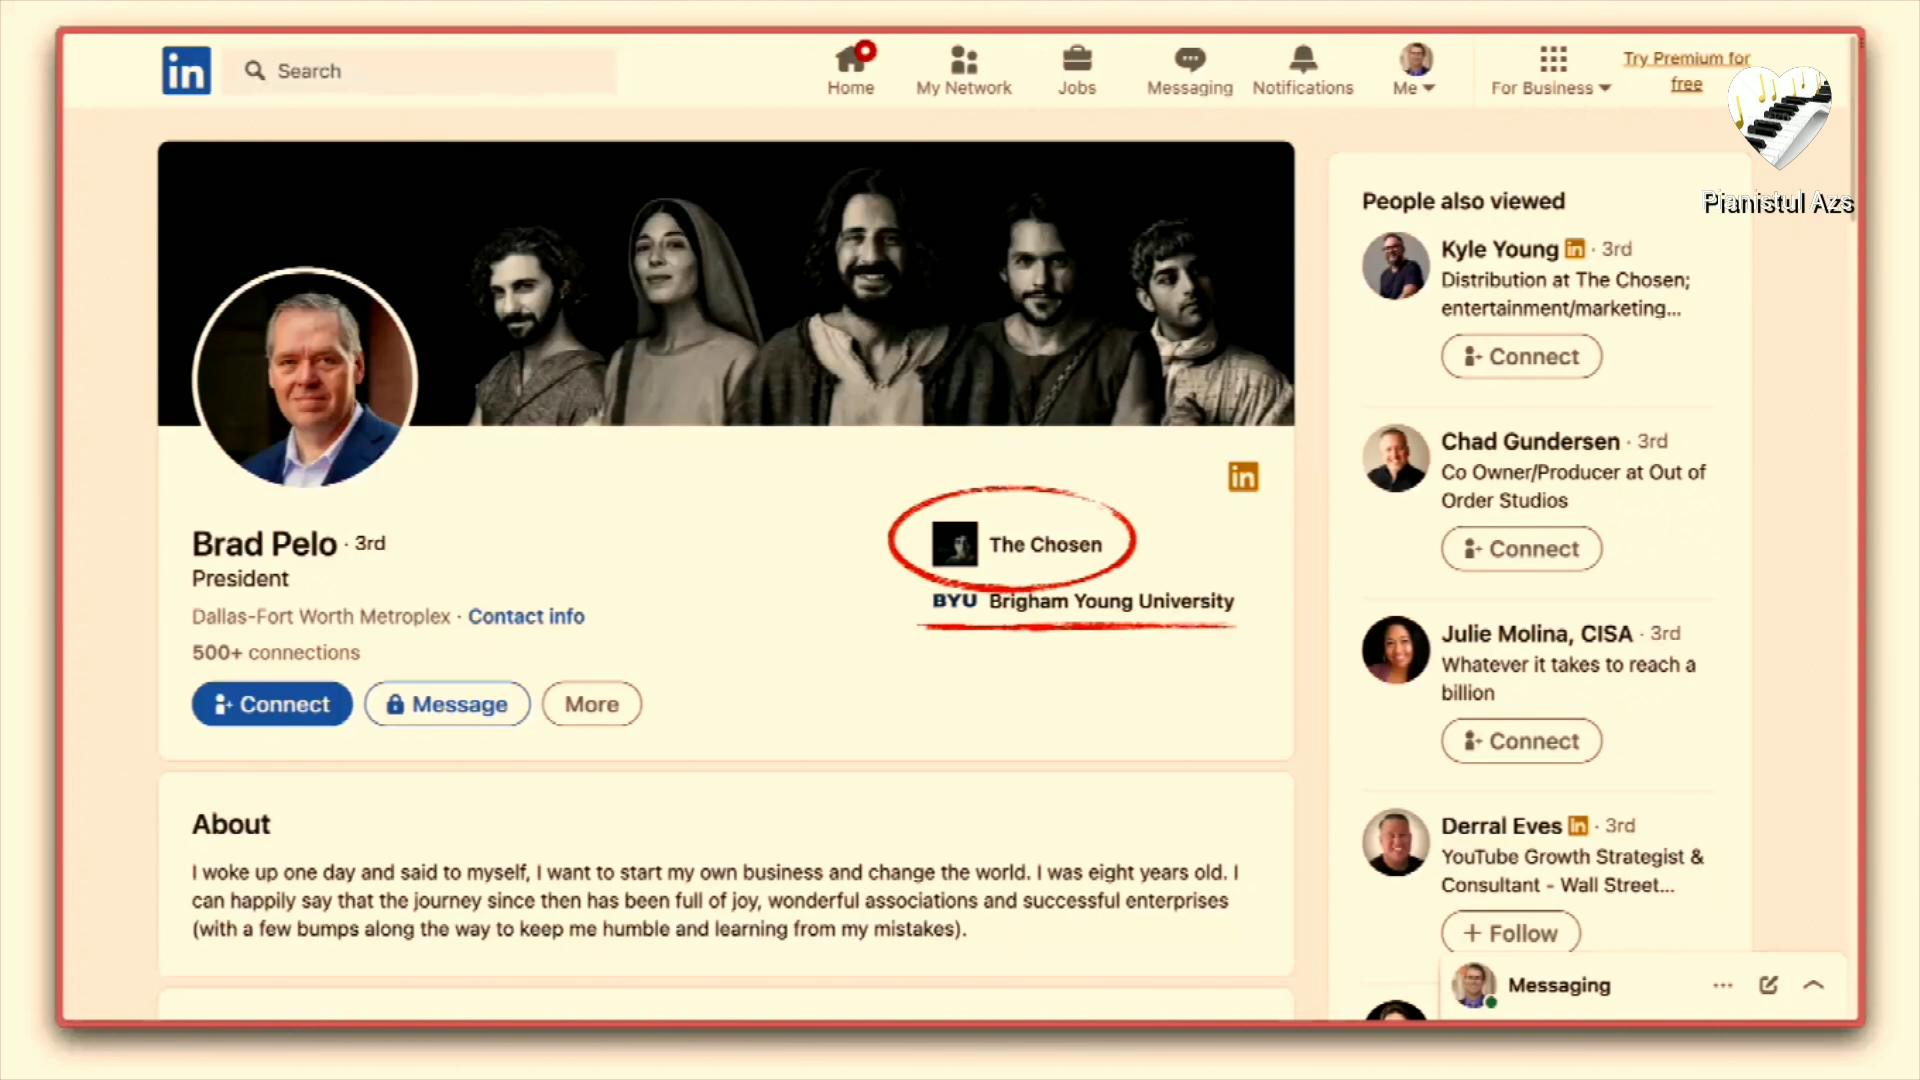 in
Search
Home
My Network
Jobs
Messaging
Notifications
Me
For Business
Try Premium for
free
Pianistul Azs
Brad Pelo · 3rd
President
Dallas-Fort Worth Metroplex · Contact info
500+ connections
Connect
Message
More
in
The Chosen
BYU Brigham Young University
About
I woke up one day and said to myself, I want to start my own business and change the world. I was eight years old. I
can happily say that the journey since then has been full of joy, wonderful associations and successful enterprises
(with a few bumps along the way to keep me humble and learning from my mistakes).
People also viewed
Kyle Young in · 3rd
Distribution at The Chosen;
entertainment/marketing...
Connect
Chad Gundersen · 3rd
Co Owner/Producer at Out of
Order Studios
Connect
Julie Molina, CISA · 3rd
Whatever it takes to reach a
billion
Connect
Derral Eves in · 3rd
YouTube Growth Strategist &
Consultant - Wall Street...
+ Follow
Messaging